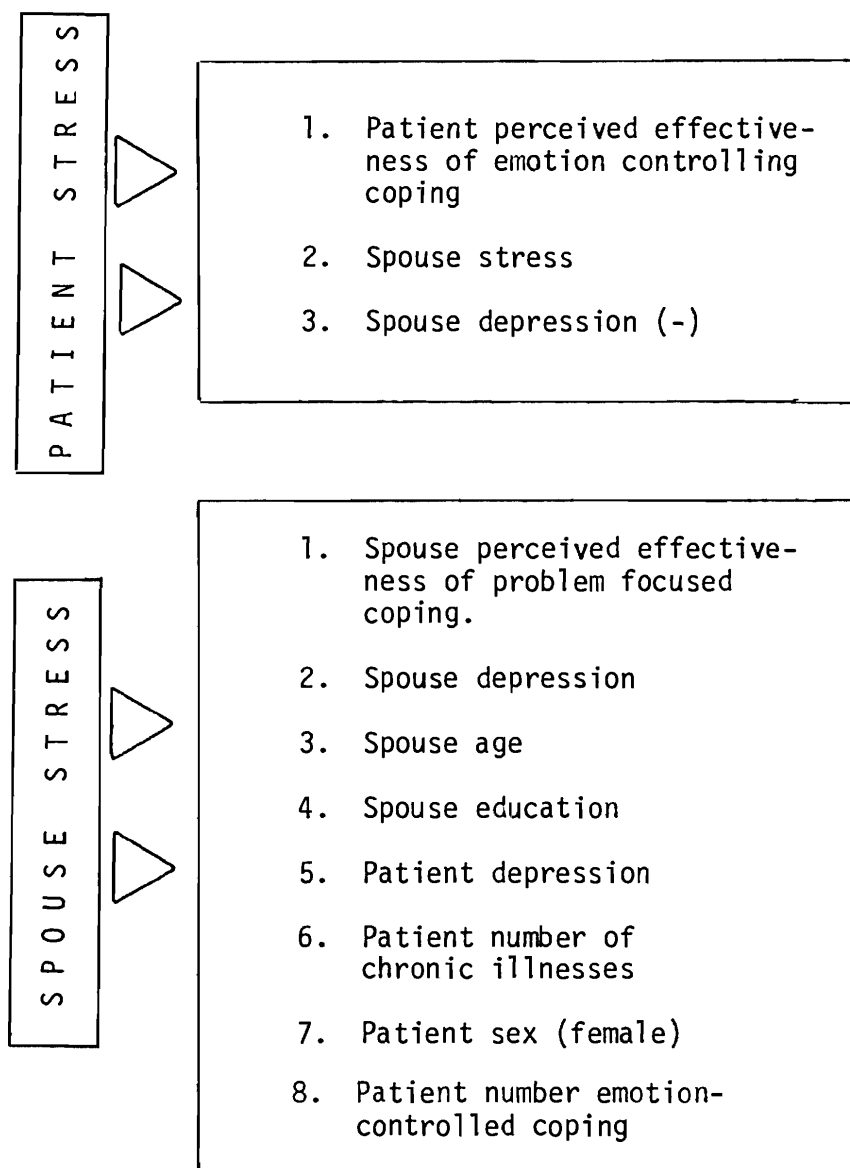 PATIENT STRESS
1. Patient perceived effective-
ness of emotion controlling
coping
2. Spouse stress
3. Spouse depression (-)
SPOUSE STRESS
1. Spouse perceived effective-
ness of problem focused
coping.
2. Spouse depression
3. Spouse age
4. Spouse education
5. Patient depression
6. Patient number of
chronic illnesses
7. Patient sex (female)
8. Patient number emotion-
controlled coping